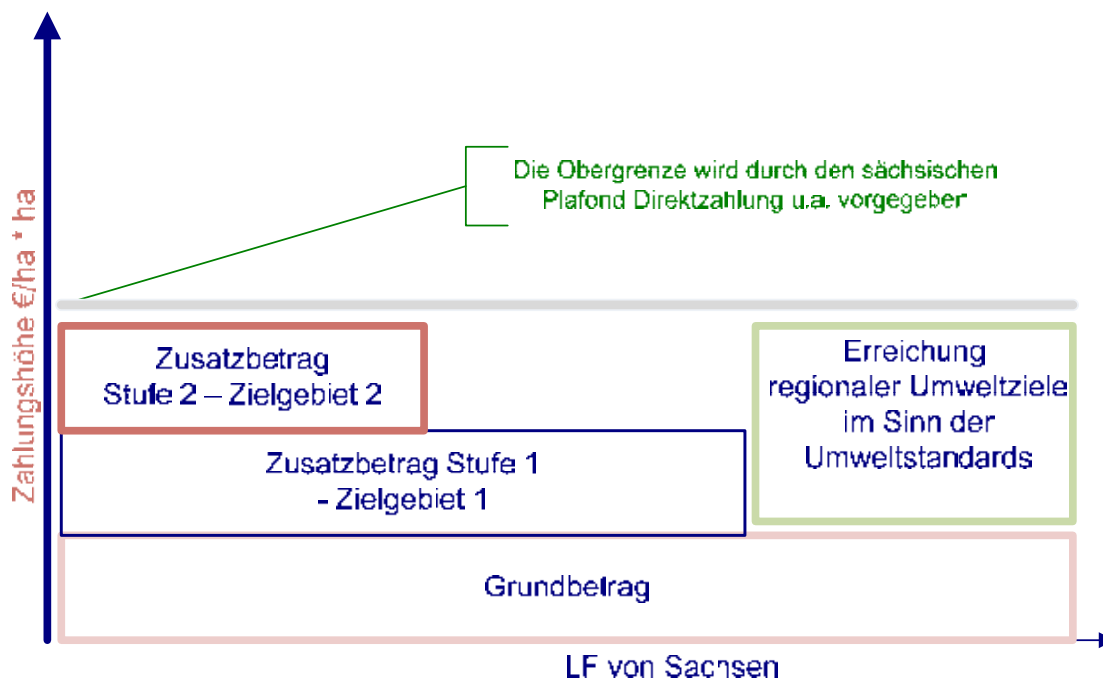 Die Obergrenze wird durch den sächsischen
Plafond Direktzahlung u.a. vorgegeber
Zahlungshöhe €/ha * ha
Zusatzbetrag
Stufe 2 – Zielgebiet 2
Erreichung
regionaler Umweltziele
im Sinn der
Umweltstandards
Zusatzbetrag Stufe 1
- Zielgebiet 1
Grundbetrag
LF von Sachsen